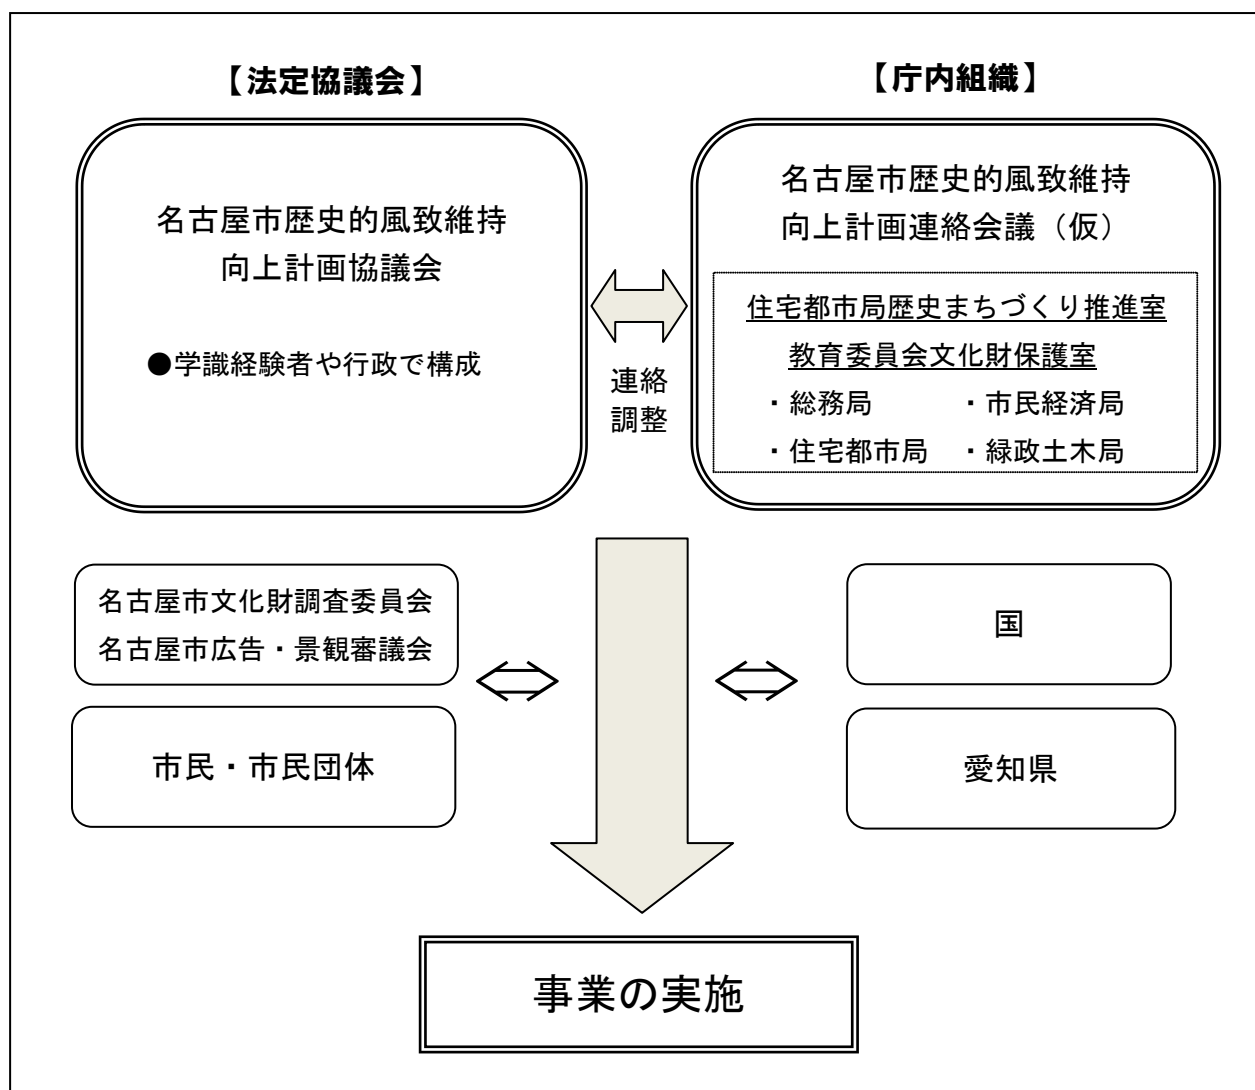 【法定協議会】
名古屋市歴史的風致維持
向上計画協議会
●学識経験者や行政で構成
連絡
調整
【庁内組織】
名古屋市歴史的風致維持
向上計画連絡会議（仮）
住宅都市局歴史まちづくり推進室
教育委員会文化財保護室
・総務局　　・市民経済局
・住宅都市局　・緑政土木局
名古屋市文化財調査委員会
名古屋市広告・景観審議会
市民・市民団体
国
愛知県
事業の実施